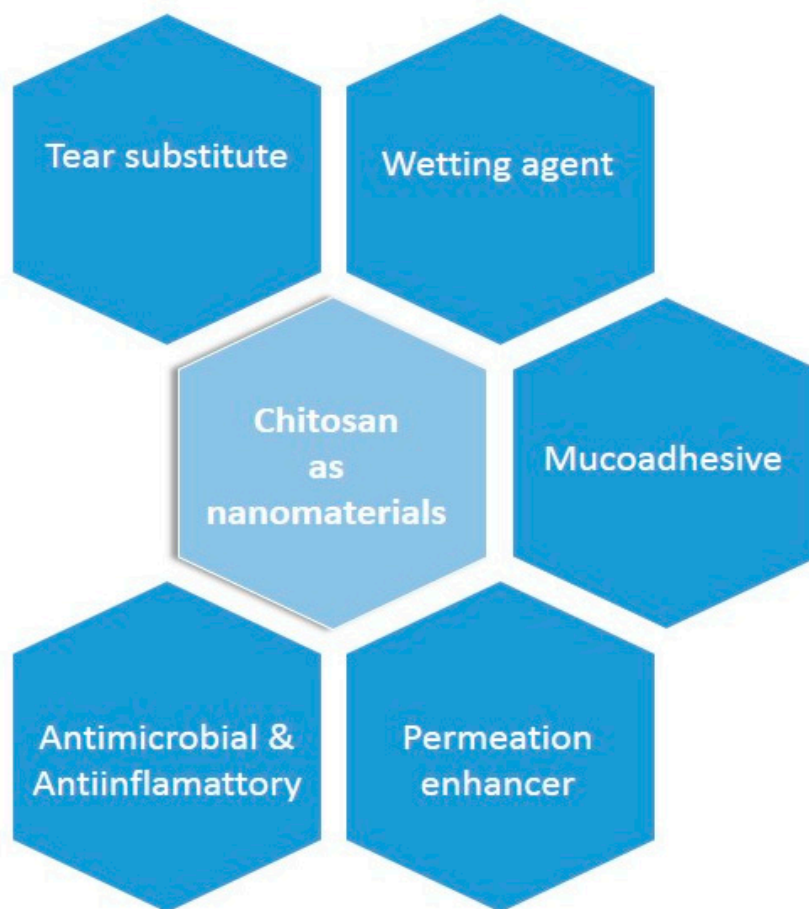 Tear substitute
Wetting agent
Chitosan
as
nanomaterials
Mucoadhesive
Antimicrobial &
Antiinflamattory
Permeation
enhancer